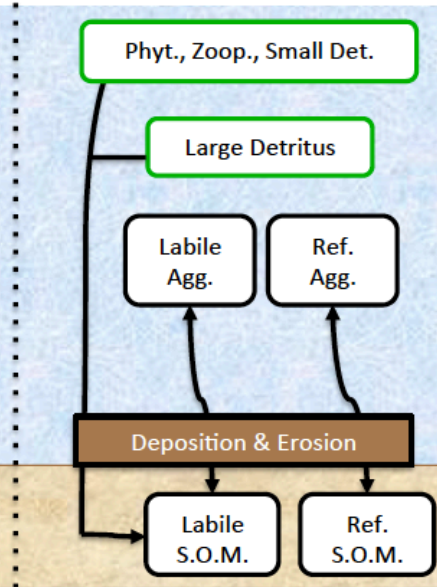 Phyt., Zoop., Small Det.
Large Detritus
Labile
Agg.
Ref.
Agg.
Deposition & Erosion
Labile
S.O.M.
Ref.
S.O.M.